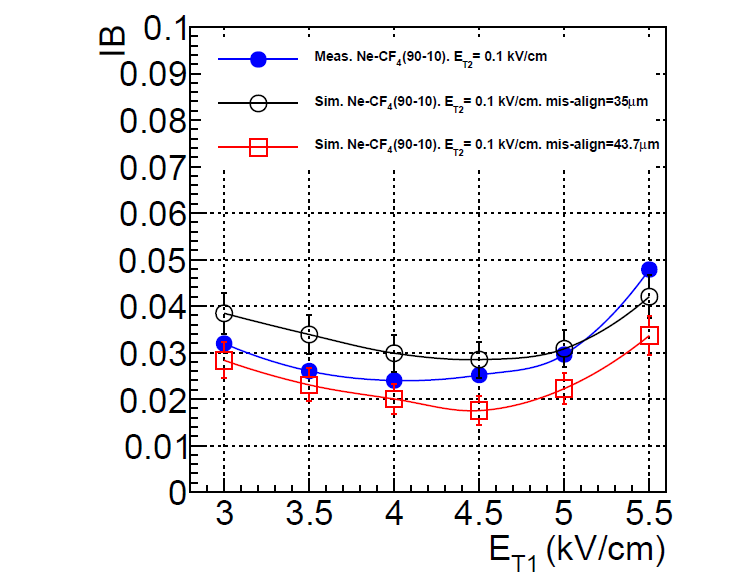 IB
0.1
0.09
0.08
0.07
0.06
0.05
0.04
0.03
0.02
0.01
0
Meas. Ne-CF4(90-10). ET2= 0.1 kV/cm
Sim. Ne-CF4(90-10). ET2= 0.1 kV/cm. mis-align=35μm
Sim. Ne-CF4(90-10). ET2= 0.1 kV/cm. mis-align=43.7μm
3 3.5 4 4.5 5 5.5
ET1 (kV/cm)